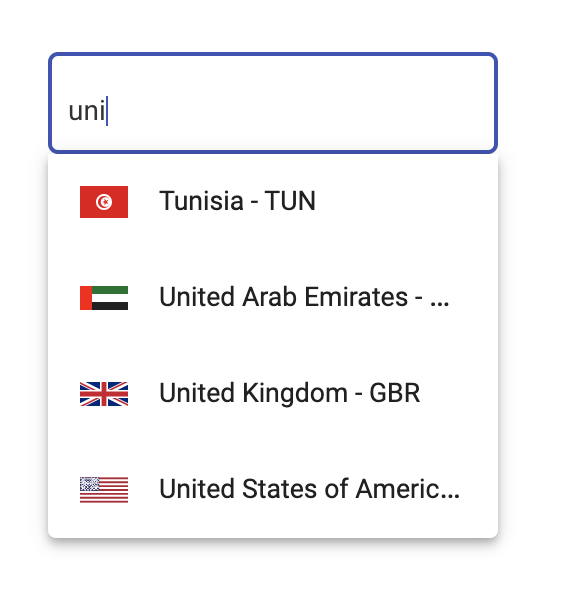 uni
Tunisia - TUN
United Arab Emirates - ...
United Kingdom - GBR
United States of Americ...